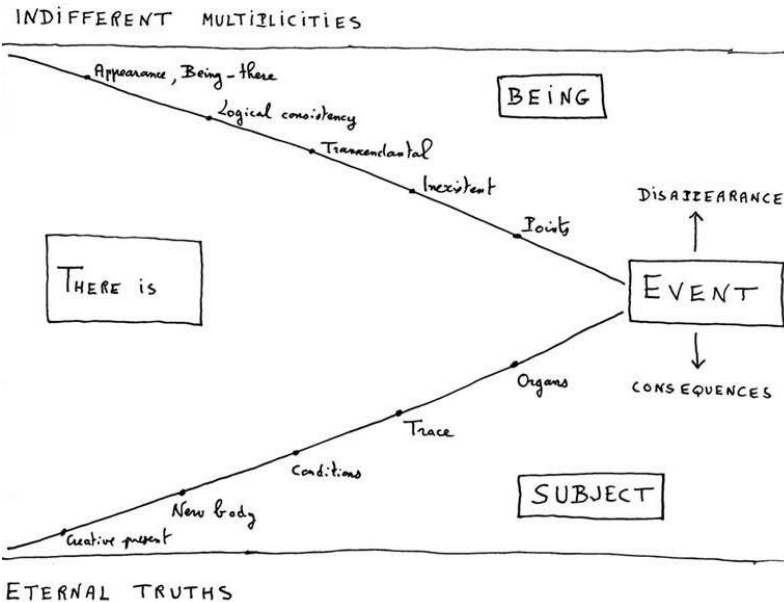 INDIFFERENT MULTIPLICITIES
Appearance, Being-there
BEING
Logical consistency
Transcendantal
Inexistent
DISAPPEARANCE
Points
THERE is
EVENT
Organs
CONSEQUENCES
Trace
Conditions
SUBJECT
New body
Creative present
ETERNAL TRUTHS